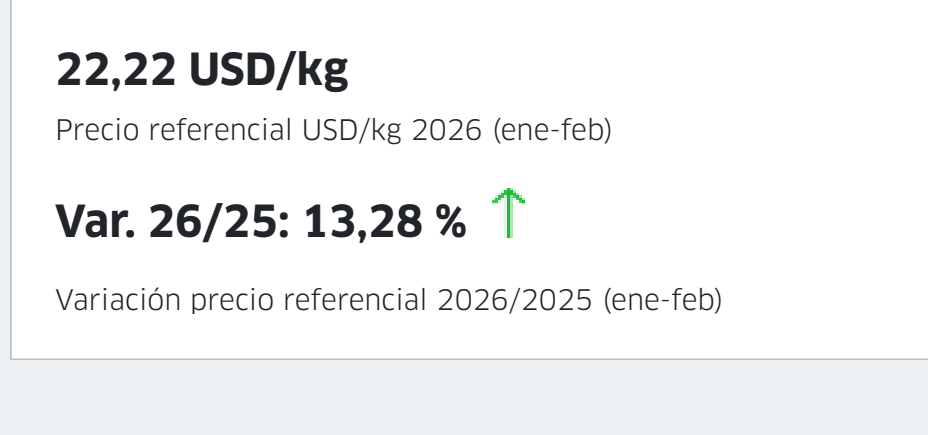 22,22 USD/kg
Precio referencial USD/kg 2026 (ene-feb)
Var. 26/25: 13,28 %
Variación precio referencial 2026/2025 (ene-feb)